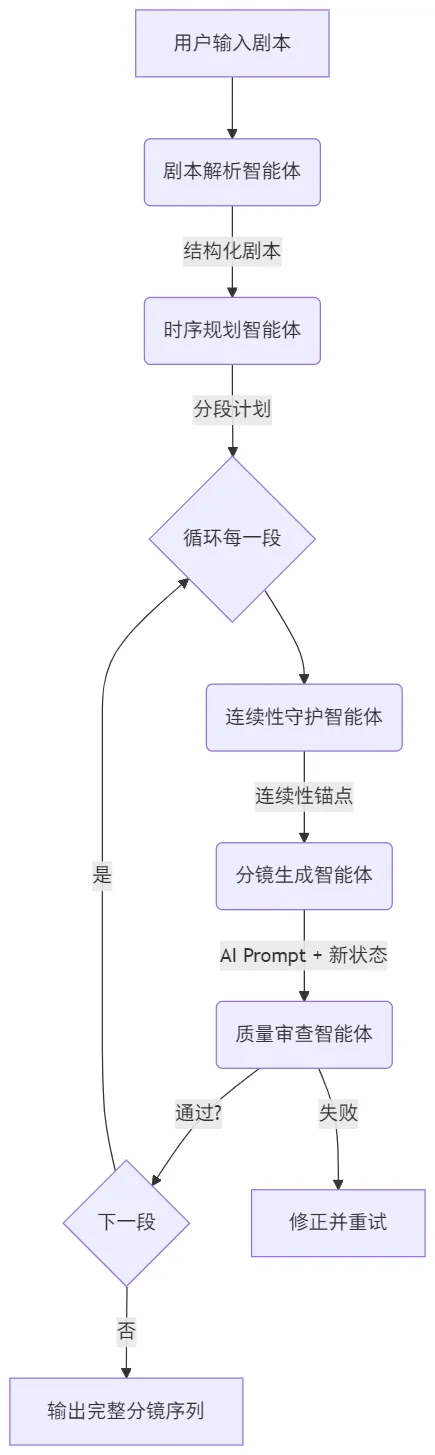 用户输入剧本
剧本解析智能体
结构化剧本
时序规划智能体
分段计划
循环每一段
连续性守护智能体
连续性锚点
是
分镜生成智能体
AI Prompt + 新状态
质量审查智能体
通过?
失败
下一段
修正并重试
否
输出完整分镜序列